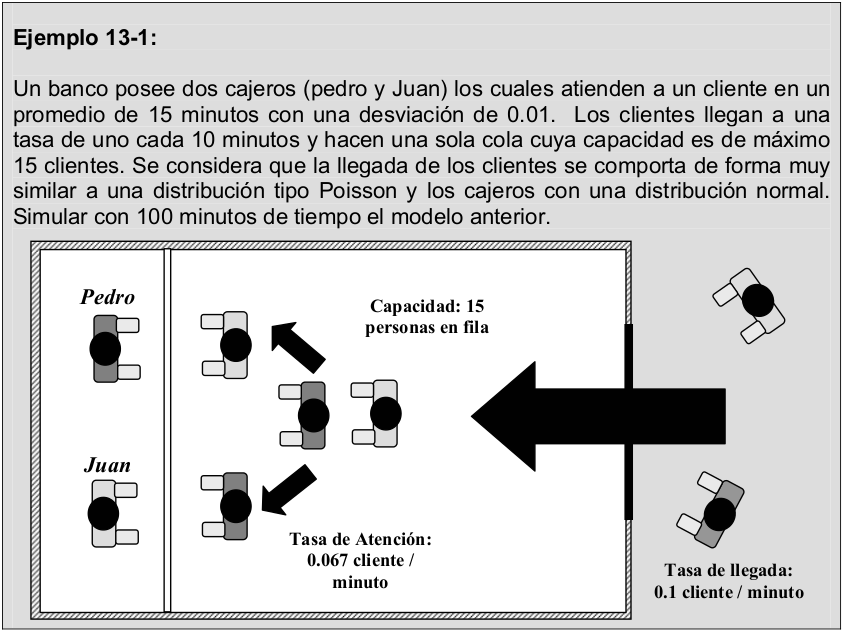 Ejemplo 13-1:
Un banco posee dos cajeros (pedro y Juan) los cuales atienden a un cliente en un
promedio de 15 minutos con una desviación de 0.01.  Los clientes llegan a una
tasa de uno cada 10 minutos y hacen una sola cola cuya capacidad es de máximo
15 clientes. Se considera que la llegada de los clientes se comporta de forma muy
similar a una distribución tipo Poisson y los cajeros con una distribución normal.
Simular con 100 minutos de tiempo el modelo anterior.
Pedro
Capacidad: 15
personas en fila
Juan
Tasa de Atención:
0.067 cliente /
minuto
Tasa de llegada:
0.1 cliente / minuto